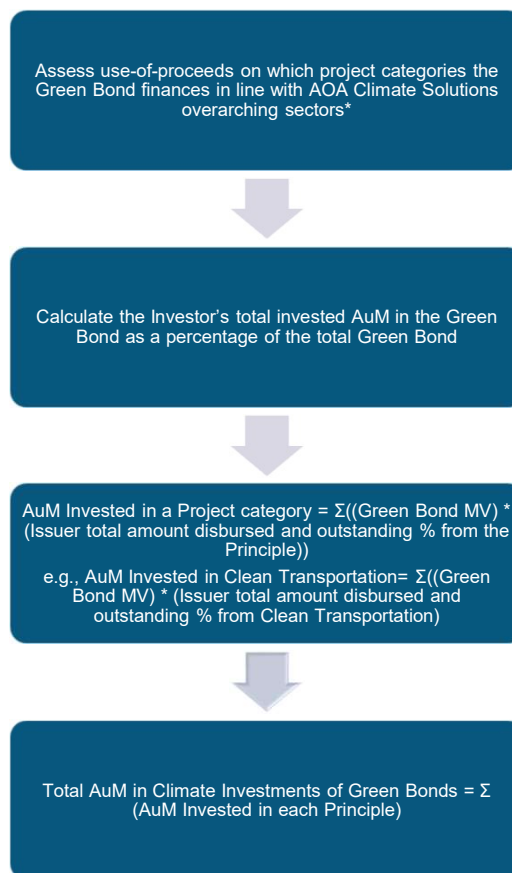 Assess use-of-proceeds on which project categories the
Green Bond finances in line with AOA Climate Solutions
overarching sectors*
Calculate the Investor's total invested AuM in the Green
Bond as a percentage of the total Green Bond
AuM Invested in a Project category = Σ((Green Bond MV) *
(Issuer total amount disbursed and outstanding % from the
Principle))
e.g., AuM Invested in Clean Transportation= Σ((Green
Bond MV) * (Issuer total amount disbursed and
outstanding % from Clean Transportation)
Total AuM in Climate Investments of Green Bonds = Σ
(AuM Invested in each Principle)